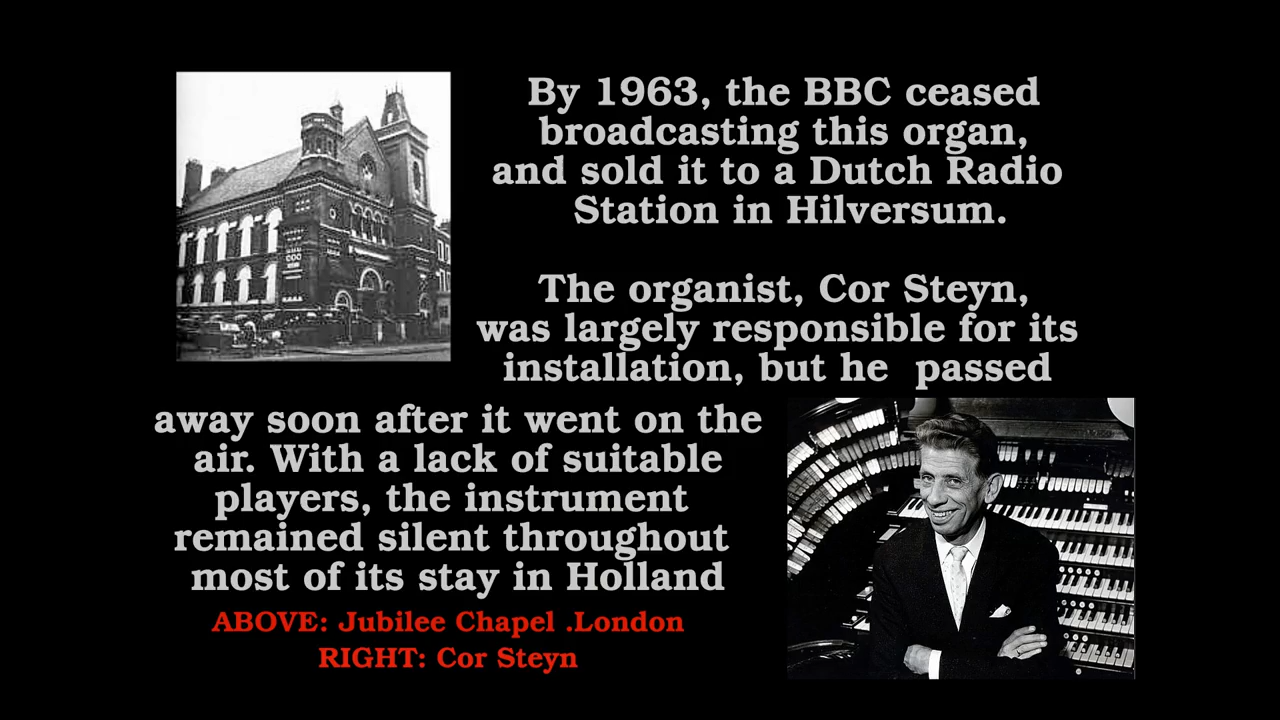 By 1963, the BBC ceased
broadcasting this organ,
and sold it to a Dutch Radio
Station in Hilversum.
The organist, Cor Steyn,
was largely responsible for its
installation, but he passed
away soon after it went on the
air. With a lack of suitable
players, the instrument
remained silent throughout
most of its stay in Holland
ABOVE: Jubilee Chapel .London
RIGHT: Cor Steyn